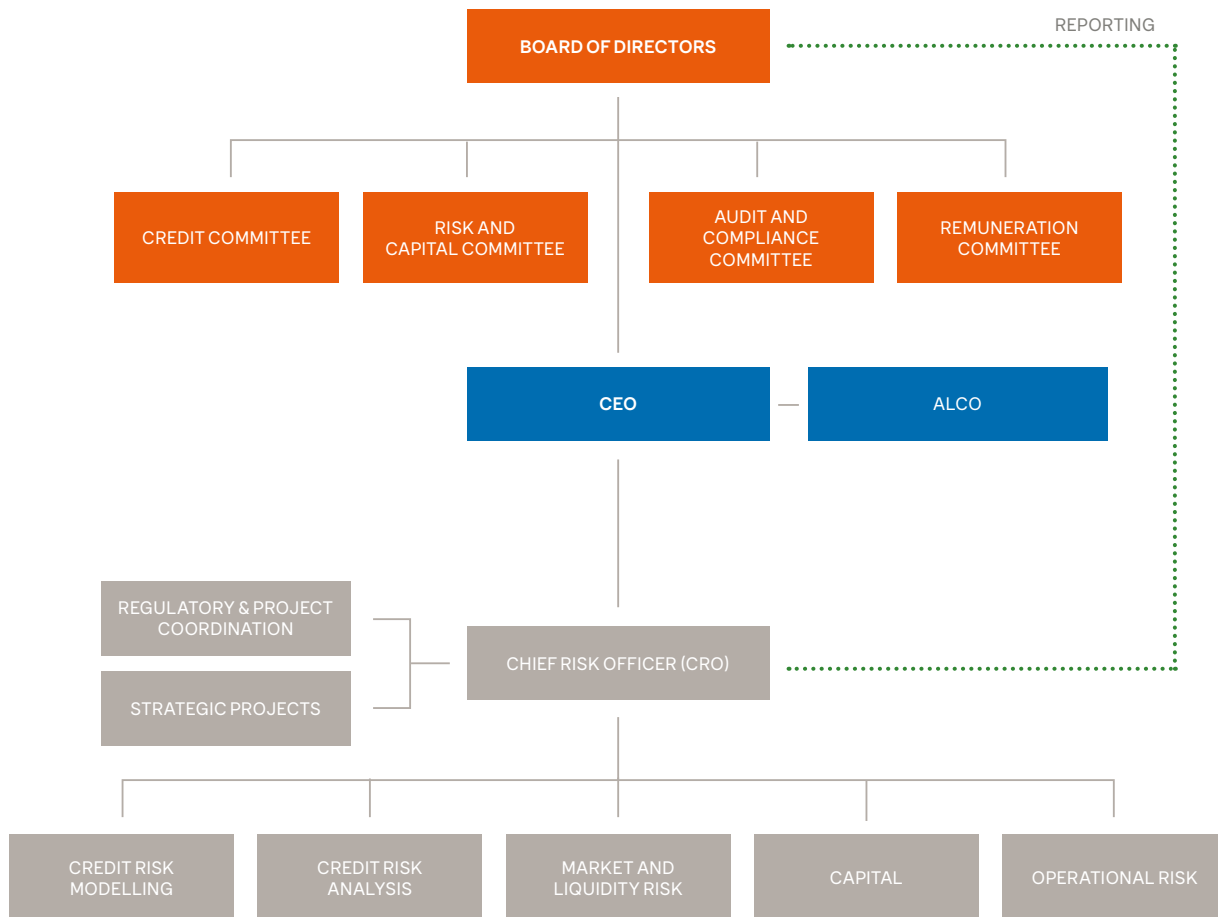 REPORTING
BOARD OF DIRECTORS
CREDIT COMMITTEE
RISK AND
CAPITAL COMMITTEE
AUDIT AND
COMPLIANCE
COMMITTEE
REMUNERATION
COMMITTEE
CEO
ALCO
REGULATORY & PROJECT
COORDINATION
STRATEGIC PROJECTS
CHIEF RISK OFFICER (CRO)
CREDIT RISK
MODELLING
CREDIT RISK
ANALYSIS
MARKET AND
LIQUIDITY RISK
CAPITAL
OPERATIONAL RISK